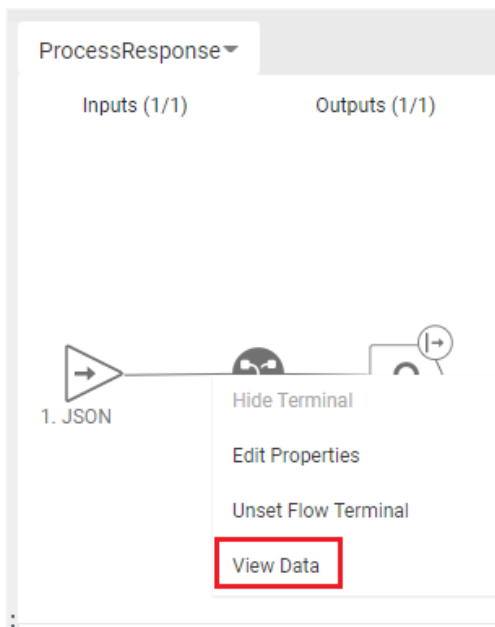 ProcessResponse
Inputs (1/1) Outputs (1/1)
1. JSON
Hide Terminal
Edit Properties
Unset Flow Terminal
View Data